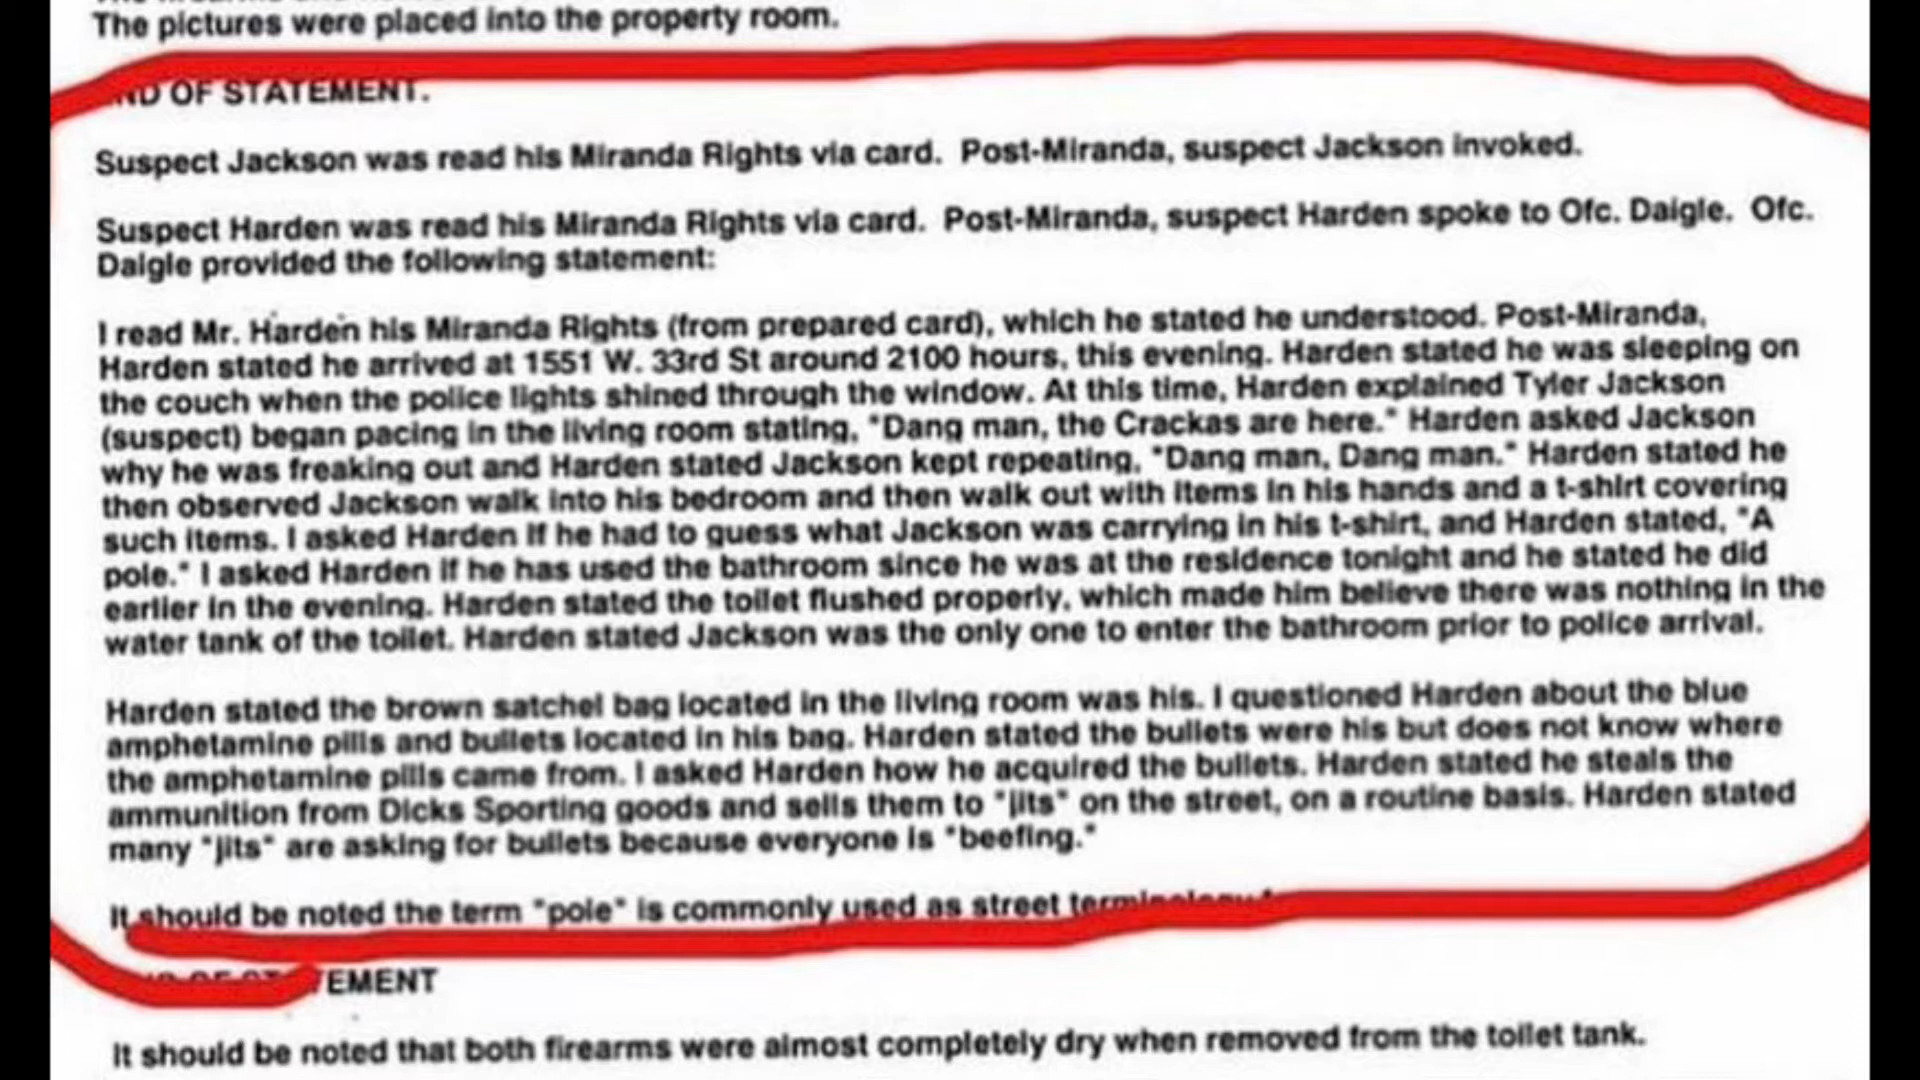 The pictures were placed into the property room.
OF STATEMENT.
Suspect Jackson was read his Miranda Rights via card. Post-Miranda, suspect Jackson invoked.
Suspect Harden was read his Miranda Rights via card. Post-Miranda, suspect Harden spoke to Ofc. Daigle. Ofc.
Daigle provided the following statement:
I read Mr. Harden his Miranda Rights (from prepared card), which he stated he understood. Post-Miranda,
Harden stated he arrived at 1551 W. 33rd St around 2100 hours, this evening. Harden stated he was sleeping on
the couch when the police lights shined through the window. At this time, Harden explained Tyler Jackson
(suspect) began pacing in the living room stating, "Dang man, the Crackas are here." Harden asked Jackson
why he was freaking out and Harden stated Jackson kept repeating, "Dang man, Dang man." Harden stated he
then observed Jackson walk into his bedroom and then walk out with items in his hands and a t-shirt covering
such items. I asked Harden if he had to guess what Jackson was carrying in his t-shirt, and Harden stated, "A
pole." I asked Harden if he has used the bathroom since he was at the residence tonight and he stated he did
earlier in the evening. Harden stated the toilet flushed properly, which made him believe there was nothing in the
water tank of the toilet. Harden stated Jackson was the only one to enter the bathroom prior to police arrival.
Harden stated the brown satchel bag located in the living room was his. I questioned Harden about the blue
amphetamine pills and bullets located in his bag. Harden stated the bullets were his but does not know where
the amphetamine pills came from. I asked Harden how he acquired the bullets. Harden stated he steals the
ammunition from Dicks Sporting goods and sells them to "jits" on the street, on a routine basis. Harden stated
many "jits" are asking for bullets because everyone is "beefing."
It should be noted the term "pole" is commonly used as street terminology
OF STATEMENT
It should be noted that both firearms were almost completely dry when removed from the toilet tank.